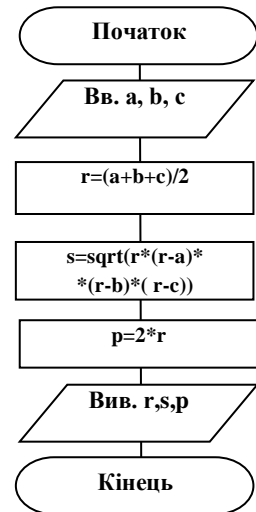 Початок
Вв. a, b, c
r=(a+b+c)/2
s=sqrt(r*(r-a)*
*(r-b)*( r-c))
p=2*r
Вив. r,s,p
Кінець